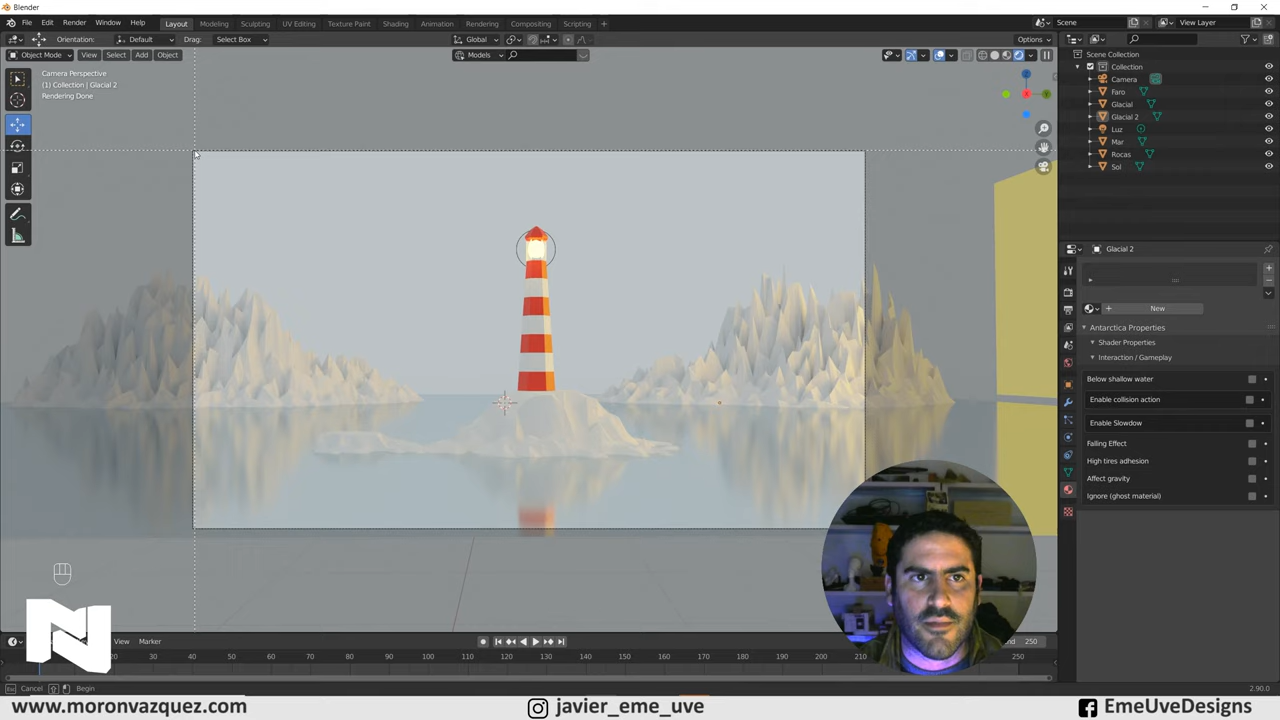 Blender
File Edit Render Window Help Layout Modeling Sculpting UV Editing Texture Paint Shading Animation Rendering Compositing Scripting + Scene View Layer
Orientation: Default Drag: Select Box Global Options
Object Mode View Select Add Object Models
Camera Perspective
(1) Collection | Glacial 2
Rendering Done
Scene Collection
Collection
Camera
Faro
Glacial
Glacial 2
Luz
Mar
Rocas
Sol
Glacial 2
New
Antarctica Properties
Shader Properties
Interaction / Gameplay
Below shallow water
Enable collision action
Enable Slowdow
Falling Effect
High tires adhesion
Affect gravity
Ignore (ghost material)
N
View Marker 250
20 30 40 50 60 70 80 90 100 110 120 130 140 150 160 170 180 190 200 210 250
Cancel Begin 2.90.0
www.moronvazquez.com javier_eme_uve EmeUveDesigns